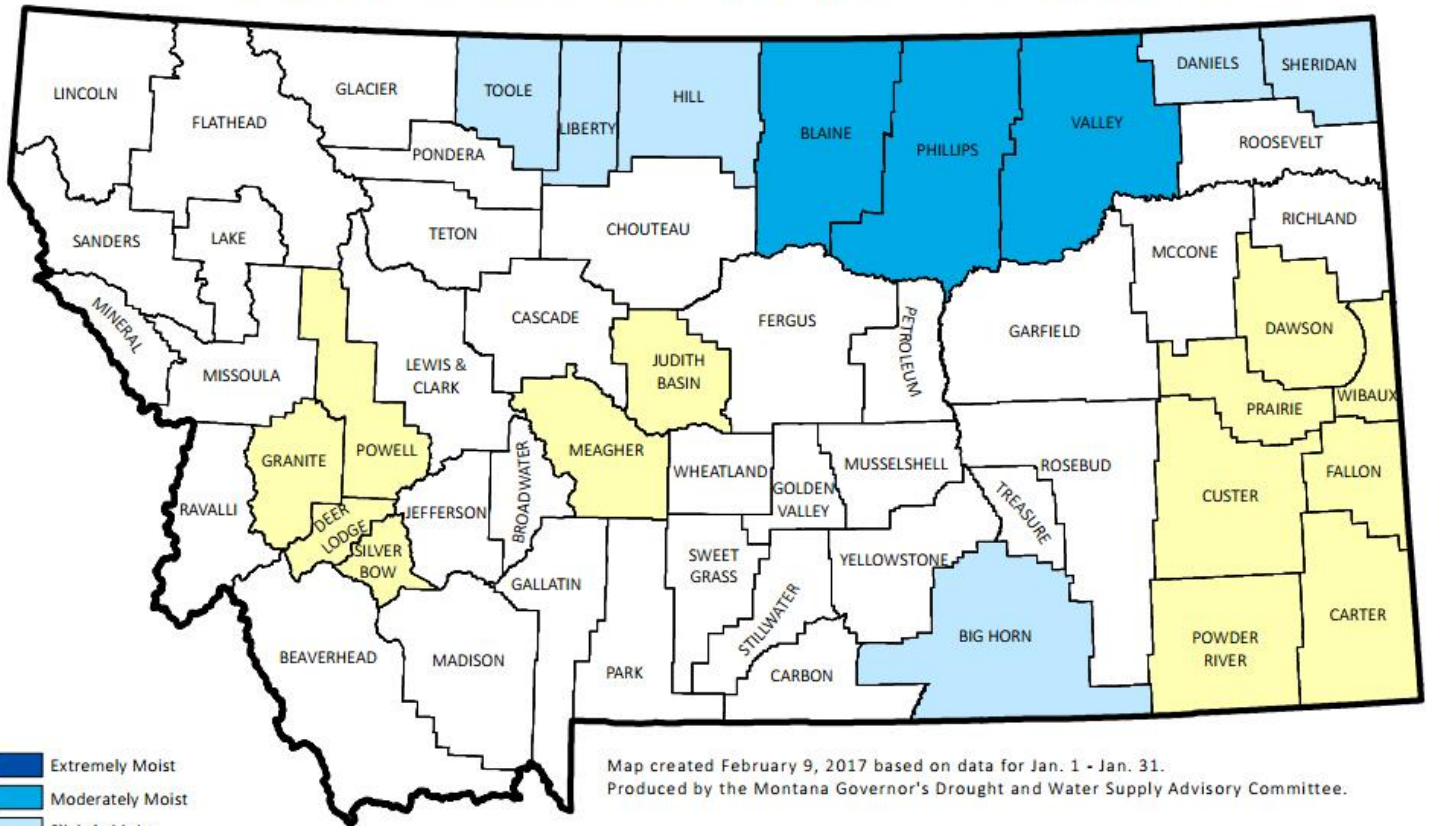 LINCOLN
FLATHEAD
GLACIER
TOOLE
LIBERTY
HILL
BLAINE
PHILLIPS
VALLEY
DANIELS
SHERIDAN
ROOSEVELT
PONDERA
SANDERS
LAKE
TETON
CHOUTEAU
MCCONE
RICHLAND
MINERAL
MISSOULA
LEWIS &
CLARK
CASCADE
JUDITH
BASIN
FERGUS
PETROLEUM
GARFIELD
DAWSON
PRAIRIE
WIBAUX
RAVALLI
GRANITE
POWELL
DEER
LODGE
SILVER
BOW
JEFFERSON
BROADWATER
MEAGHER
WHEATLAND
GOLDEN
VALLEY
MUSSELSHELL
ROSEBUD
TREASURE
CUSTER
FALLON
BEAVERHEAD
MADISON
GALLATIN
PARK
SWEET
GRASS
STILLWATER
YELLOWSTONE
CARBON
BIG HORN
POWDER
RIVER
CARTER
Extremely Moist
Moderately Moist
Map created February 9, 2017 based on data for Jan. 1 - Jan. 31.
Produced by the Montana Governor's Drought and Water Supply Advisory Committee.